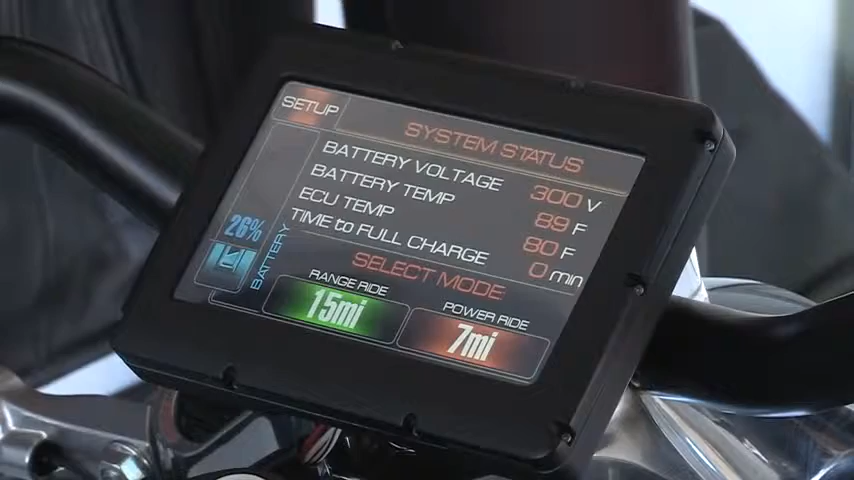 SETUP
SYSTEM STATUS
BATTERY VOLTAGE 300 V
BATTERY TEMP 89 F
ECU TEMP 80 F
TIME to FULL CHARGE 0 min
26%
BATTERY
SELECT MODE
RANGE RIDE
15mi
POWER RIDE
7mi